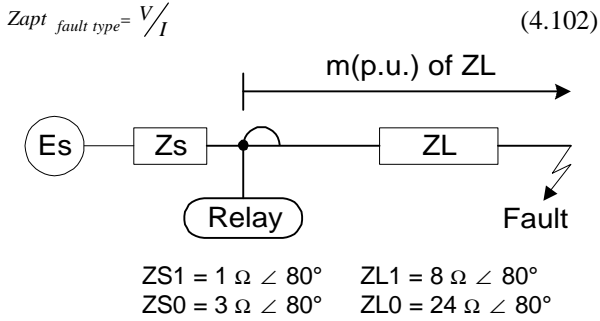 Zapt fault type= V/I (4.102)
m(p.u.) of ZL
Es Zs ZL
Relay Fault
ZS1 = 1 Ω ∠ 80° ZL1 = 8 Ω ∠ 80°
ZS0 = 3 Ω ∠ 80° ZL0 = 24 Ω ∠ 80°